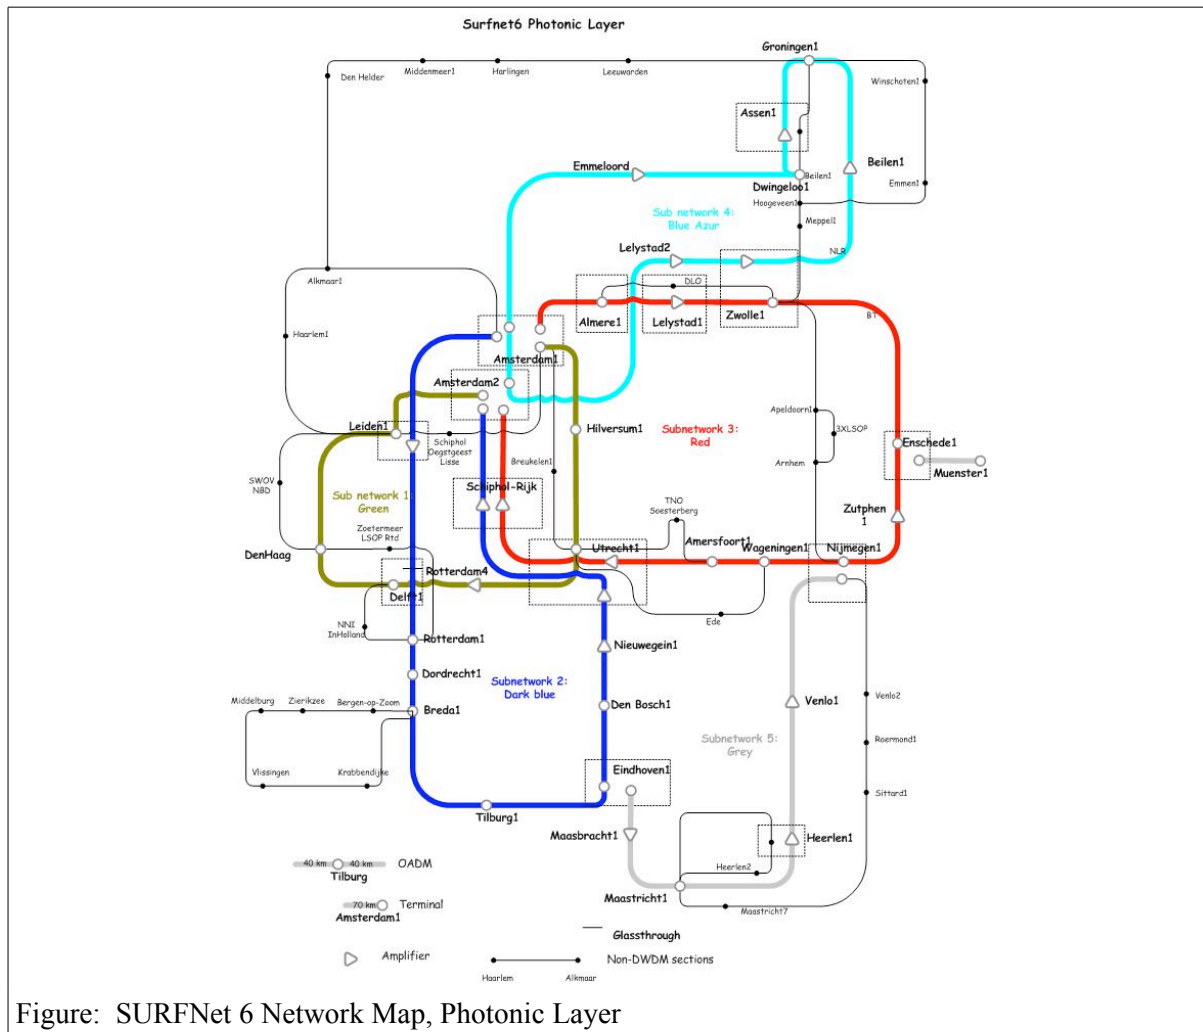 Surfnet6 Photonic Layer
Groningen1
Den Helder
Middenmeer1
Harlingen
Leeuwarden
Winschoten1
Assen1
Emmeloord
Beilen1
Beilen1
Dwingeloo1
Emmen1
Hoogeveen1
Sub network 4:
Blue Azur
Meppel1
Lelystad2
NLR
Alkmaar1
DLO
Almere1
Lelystad1
Zwolle1
BT
Haarlem1
Amsterdam1
Amsterdam2
Apeldoorn1
Leiden1
Hilversum1
Subnetwork 3:
Red
3XLSOP
Schiphol
Oegstgeest
Lisse
Enschede1
Breukelen1
Arnhem
Muenster1
SWOV
NBD
Sub network 1:
Green
Schiphol-Rijk
TNO
Soesterberg
Zutphen
1
Zoetermeer
LSOP Rtd
DenHaag
Utrecht1
Amersfoort1
Wageningen1
Nijmegen1
Rotterdam4
Delft1
NNI
InHolland
Ede
Rotterdam1
Nieuwegein1
Dordrecht1
Subnetwork 2:
Dark blue
Middelburg
Zierikzee
Bergen-op-Zoom
Breda1
Den Bosch1
Venlo1
Venlo2
Subnetwork 5:
Grey
Roermond1
Vlissingen
Krabbendijke
Eindhoven1
Sittard1
Tilburg1
Maasbracht1
Heerlen1
40 km
40 km
OADM
Tilburg
Heerlen2
Maastricht1
70 km
Terminal
Amsterdam1
Maastricht7
Glassthrough
Amplifier
Non-DWDM sections
Haarlem
Alkmaar
Figure: SURFNet 6 Network Map, Photonic Layer